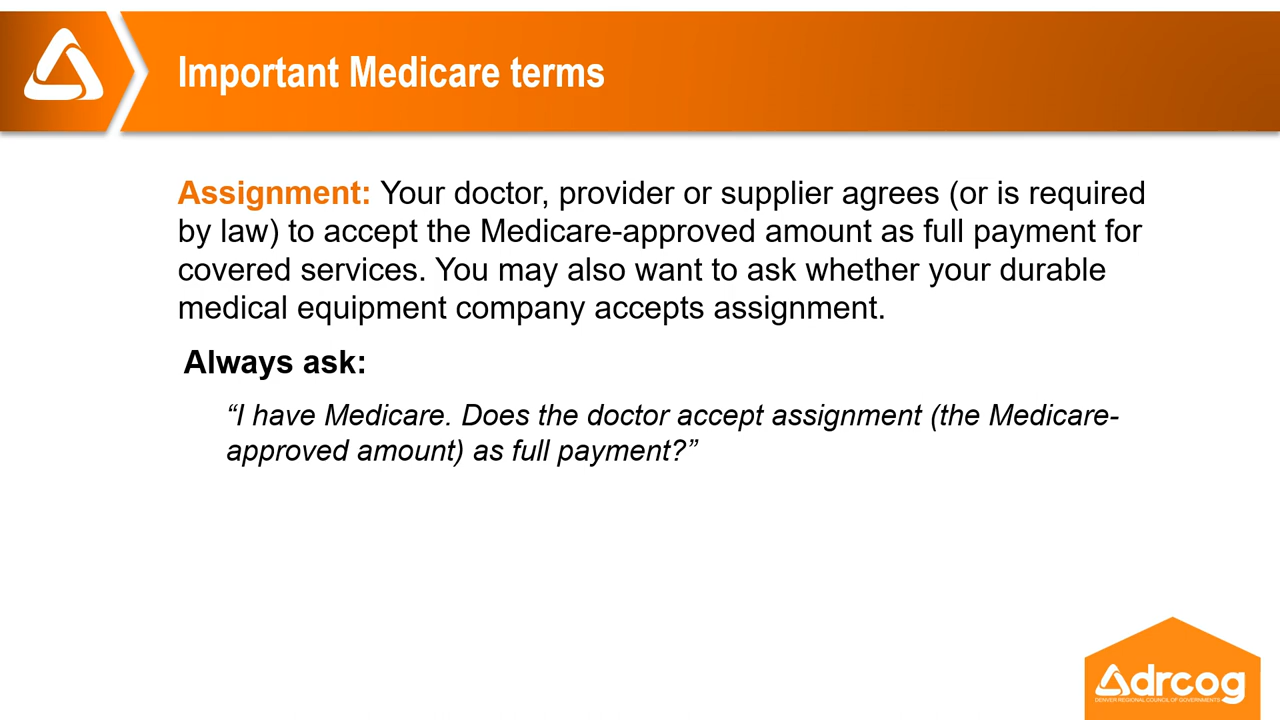 Important Medicare terms
Assignment: Your doctor, provider or supplier agrees (or is required
by law) to accept the Medicare-approved amount as full payment for
covered services. You may also want to ask whether your durable
medical equipment company accepts assignment.
Always ask:
“I have Medicare. Does the doctor accept assignment (the Medicare-
approved amount) as full payment?”
drcog
DENVER REGIONAL COUNCIL OF GOVERNMENTS